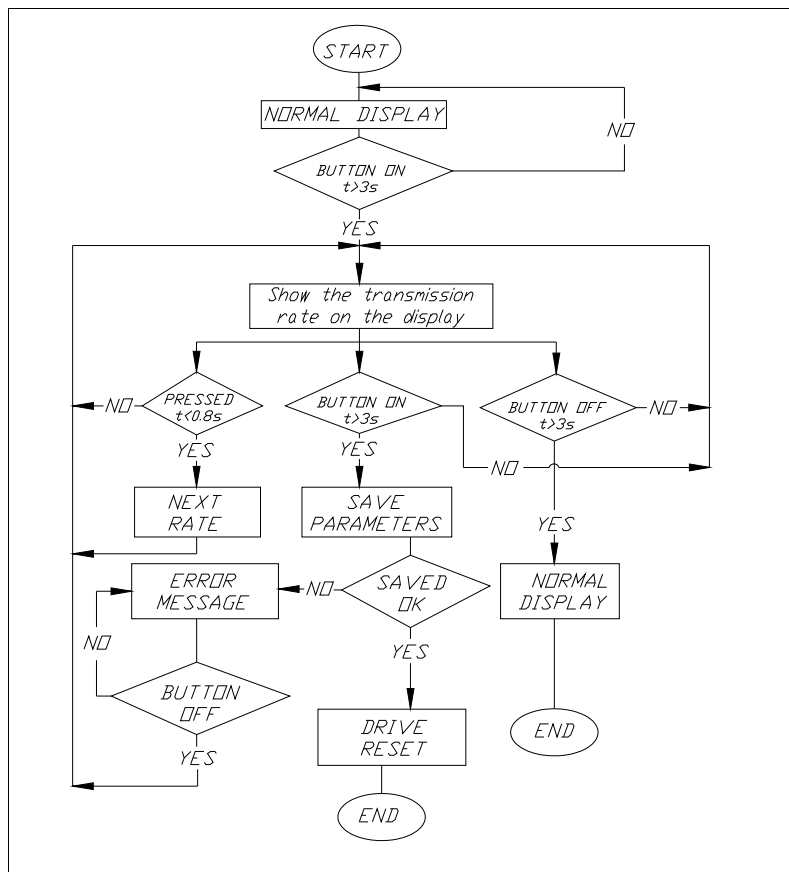 START
NORMAL DISPLAY
NO
BUTTON ON
t>3s
YES
Show the transmission
rate on the display
PRESSED
t<0.8s
NO
BUTTON ON
t>3s
BUTTON OFF
t>3s
NO
YES
YES
NO
NEXT
RATE
SAVE
PARAMETERS
YES
ERROR
MESSAGE
NO
SAVED
OK
NORMAL
DISPLAY
NO
YES
BUTTON
OFF
YES
DRIVE
RESET
END
END